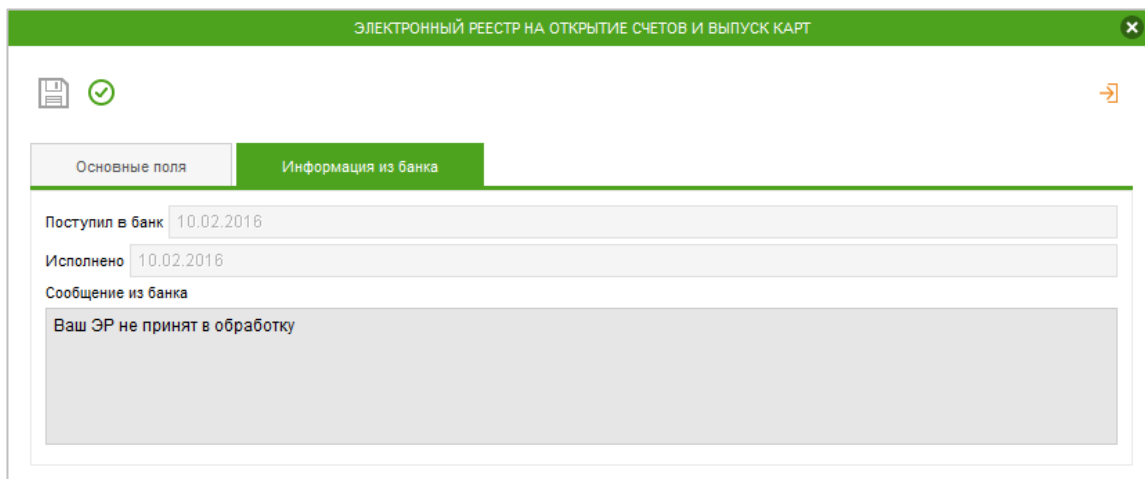 ЭЛЕКТРОННЫЙ РЕЕСТР НА ОТКРЫТИЕ СЧЕТОВ И ВЫПУСК КАРТ
Основные поля Информация из банка
Поступил в банк 10.02.2016
Исполнено 10.02.2016
Сообщение из банка
Ваш ЭР не принят в обработку